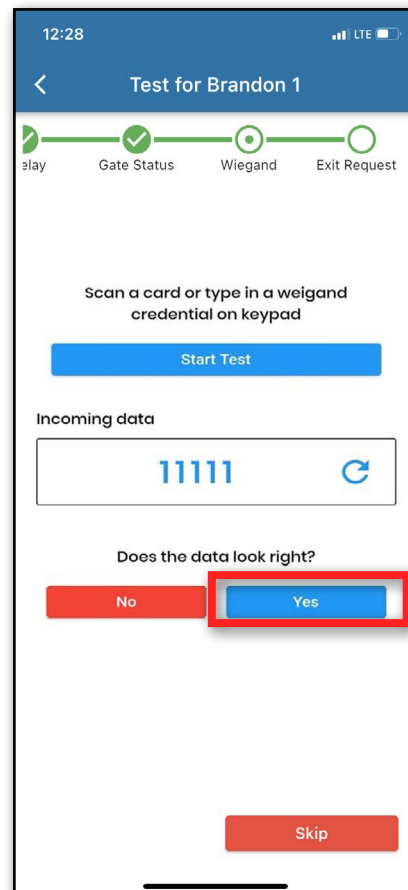 12:28
LTE
Test for Brandon 1
elay
Gate Status
Wiegand
Exit Request
Scan a card or type in a weigand
credential on keypad
Start Test
Incoming data
11111
Does the data look right?
No
Yes
Skip